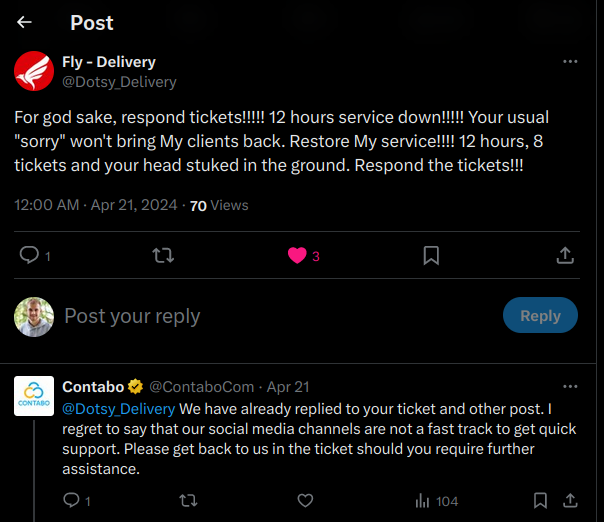 Post
Fly - Delivery
@Dotsy_Delivery
For god sake, respond tickets!!!!! 12 hours service down!!!!! Your usual
"sorry" won't bring My clients back. Restore My service!!!! 12 hours, 8
tickets and your head stuked in the ground. Respond the tickets!!!
12:00 AM · Apr 21, 2024 · 70 Views
1
3
Post your reply
Reply
CONTABO
Contabo @ContaboCom · Apr 21
@Dotsy_Delivery We have already replied to your ticket and other post. I
regret to say that our social media channels are not a fast track to get quick
support. Please get back to us in the ticket should you require further
assistance.
1
104